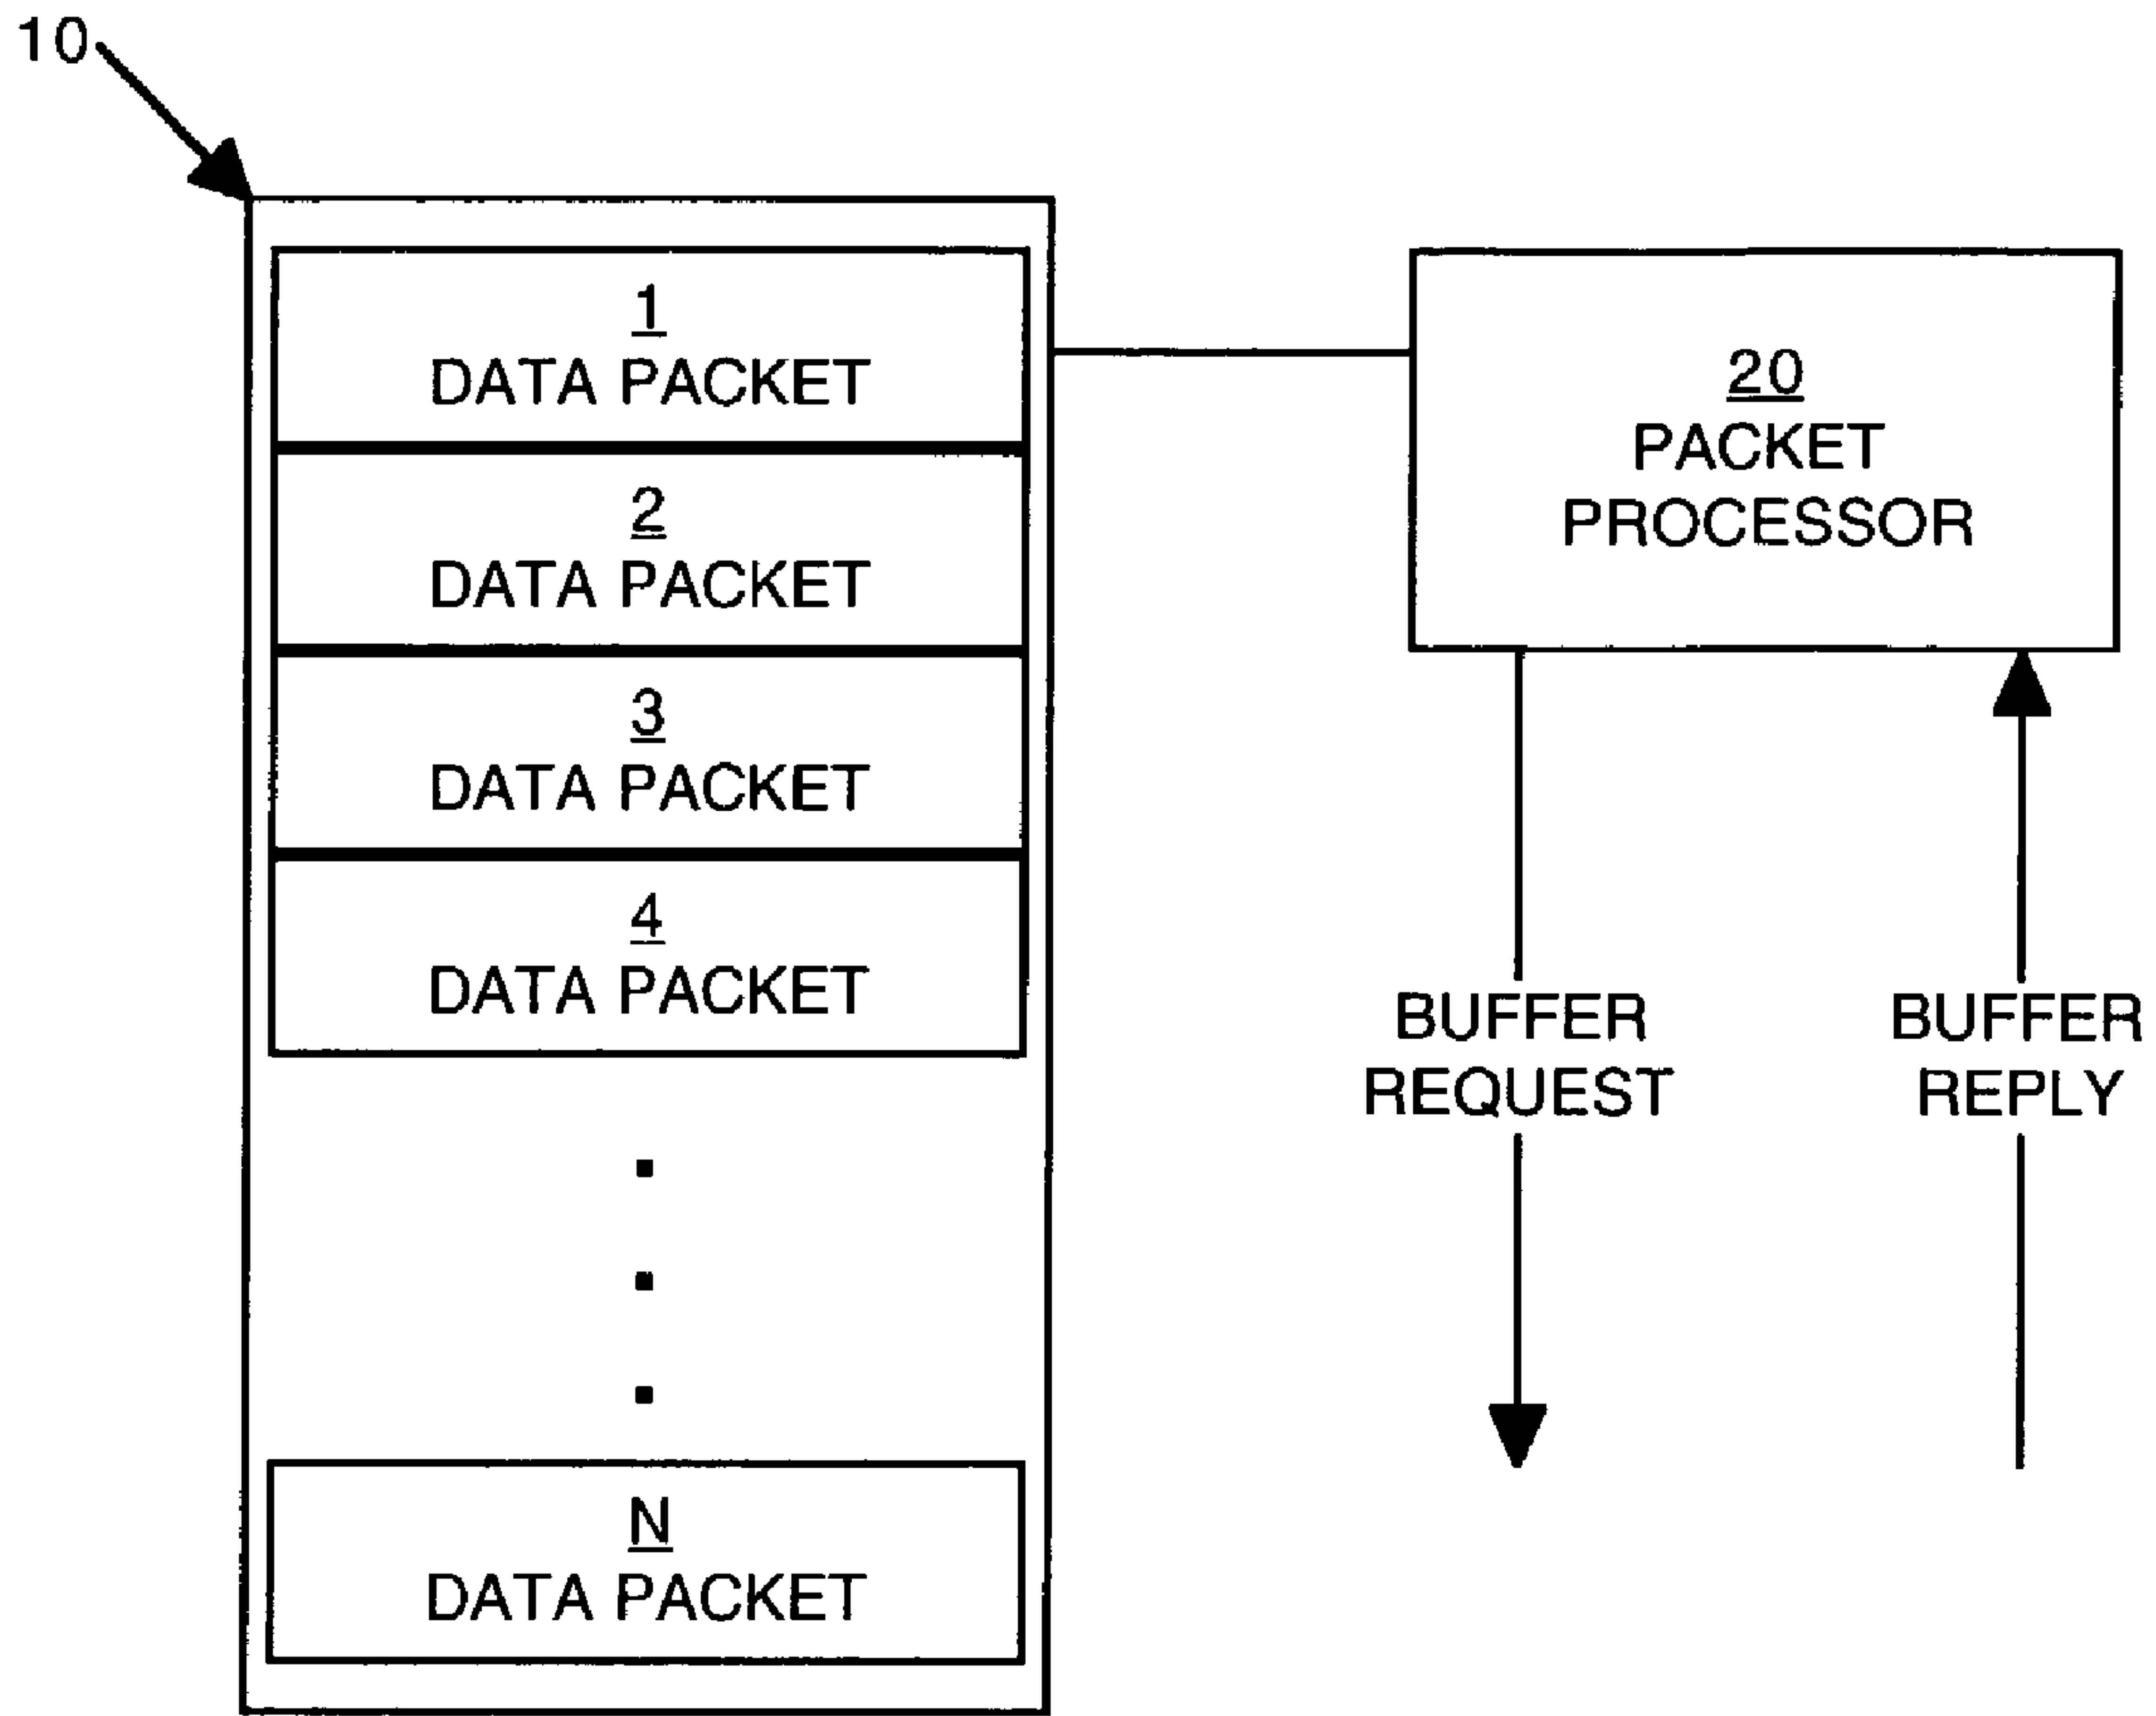 10
1
DATA PACKET
2
DATA PACKET
3
DATA PACKET
4
DATA PACKET
N
DATA PACKET
20
PACKET
PROCESSOR
BUFFER
REQUEST
BUFFER
REPLY